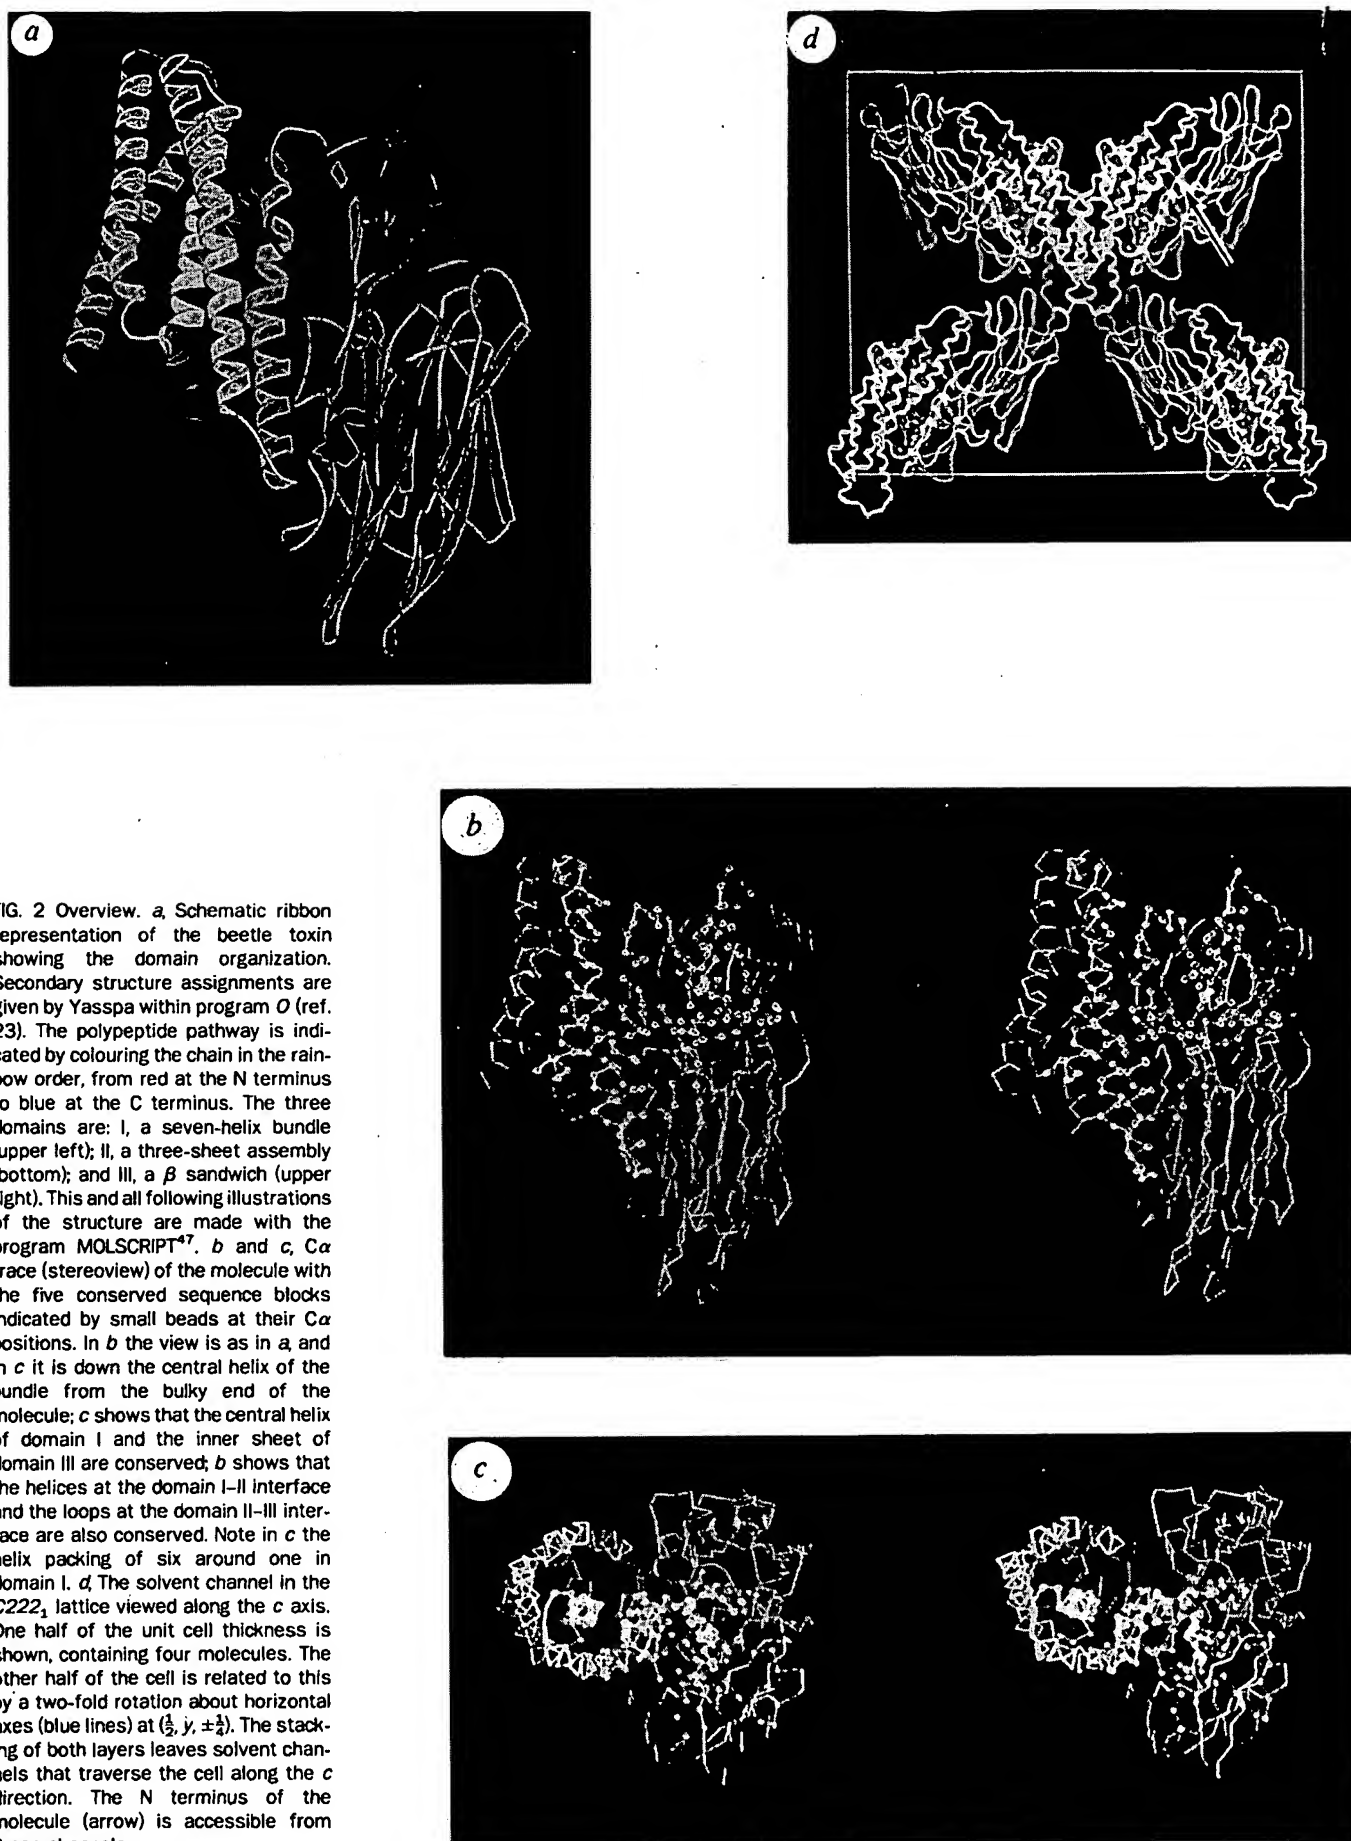 a
d
b
c
IG. 2 Overview. a, Schematic ribbon
epresentation of the beetle toxin
howing the domain organization.
Secondary structure assignments are
given by Yasspa within program O (ref.
23). The polypeptide pathway is indi-
cated by colouring the chain in the rain-
bow order, from red at the N terminus
o blue at the C terminus. The three
domains are: I, a seven-helix bundle
upper left); II, a three-sheet assembly
bottom); and III, a β sandwich (upper
ight). This and all following illustrations
of the structure are made with the
program MOLSCRIPT⁴⁷. b and c, Cα
race (stereoview) of the molecule with
he five conserved sequence blocks
ndicated by small beads at their Cα
positions. In b the view is as in a, and
n c it is down the central helix of the
bundle from the bulky end of the
molecule; c shows that the central helix
of domain I and the inner sheet of
domain III are conserved; b shows that
he helices at the domain I–II interface
and the loops at the domain II–III inter-
ace are also conserved. Note in c the
helix packing of six around one in
domain I. d, The solvent channel in the
C222₁ lattice viewed along the c axis.
One half of the unit cell thickness is
shown, containing four molecules. The
other half of the cell is related to this
by a two-fold rotation about horizontal
axes (blue lines) at (½, y, ±¼). The stack-
ng of both layers leaves solvent chan-
nels that traverse the cell along the c
direction. The N terminus of the
molecule (arrow) is accessible from